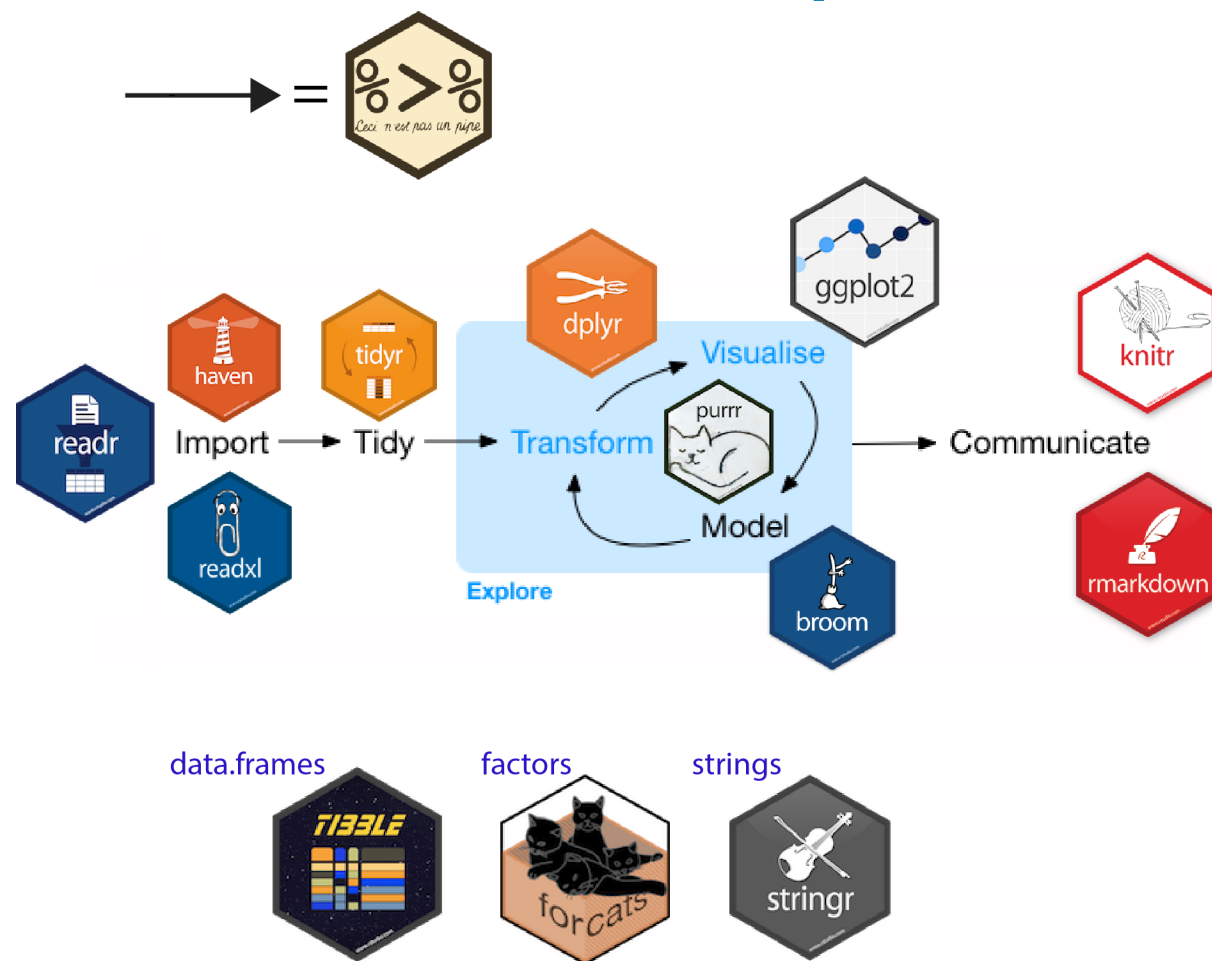 =
%>%
Ceci n'est pas un pipe
ggplot2
dplyr
haven
tidyr
readr
readxl
Import
Tidy
Transform
Visualise
purrr
Model
Explore
broom
Communicate
knitr
rmarkdown
data.frames
factors
strings
TIBBLE
forcats
stringr